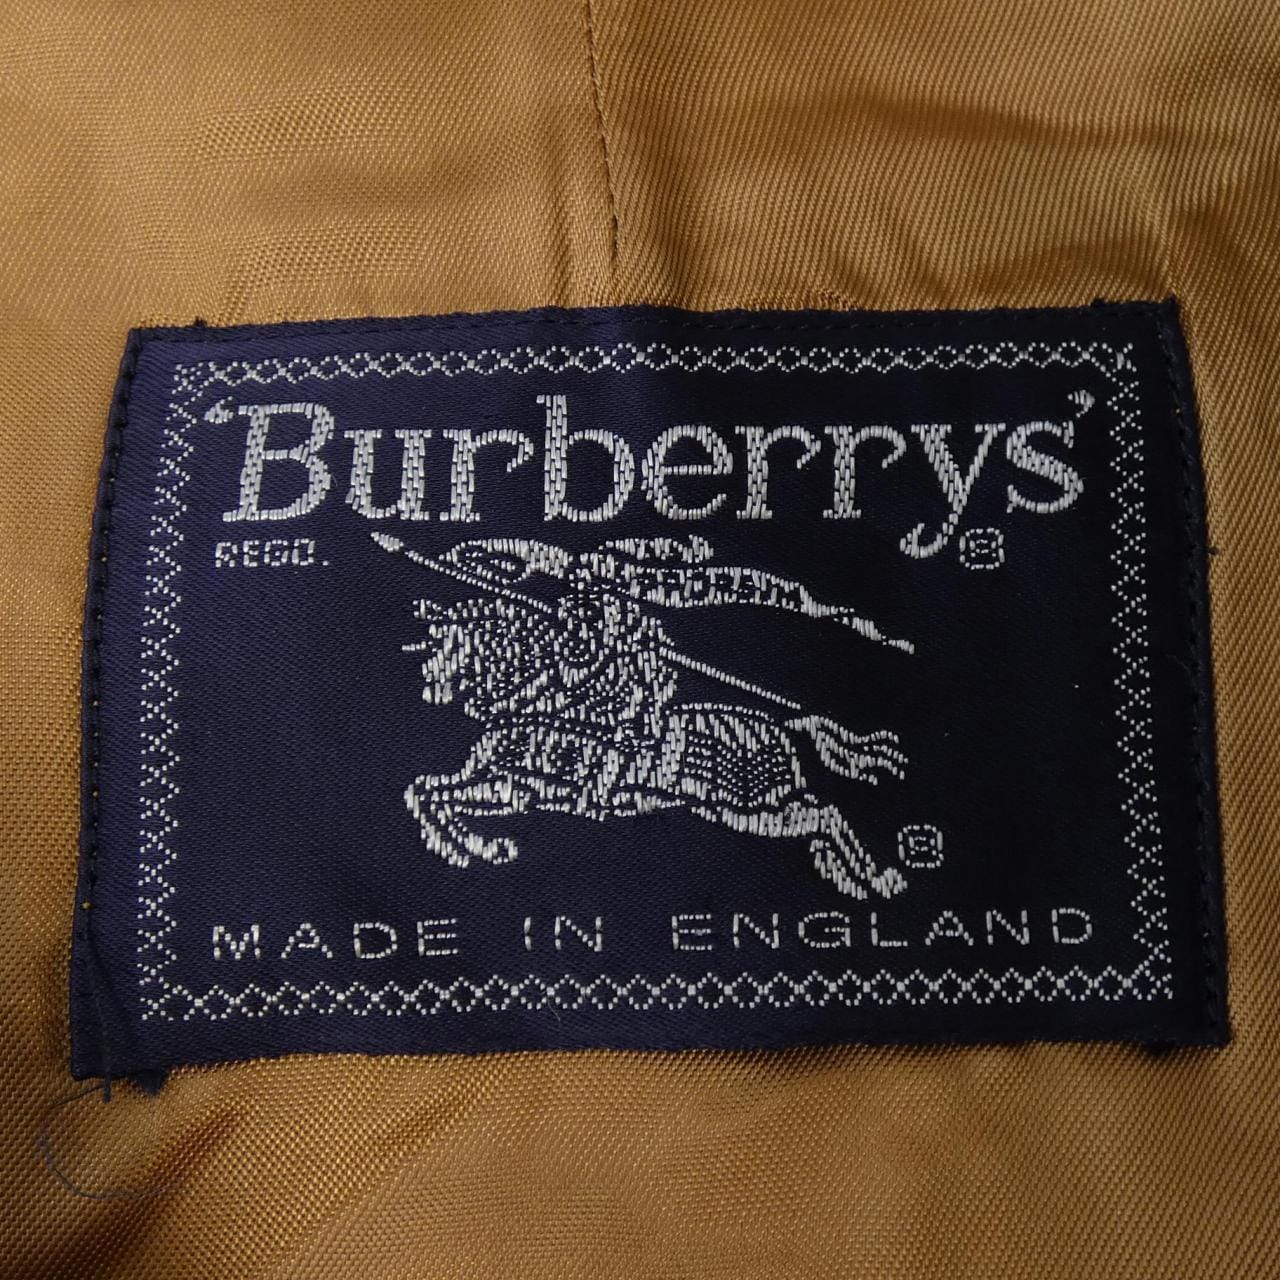 'Burberrys'
REGD. ®
®
MADE IN ENGLAND